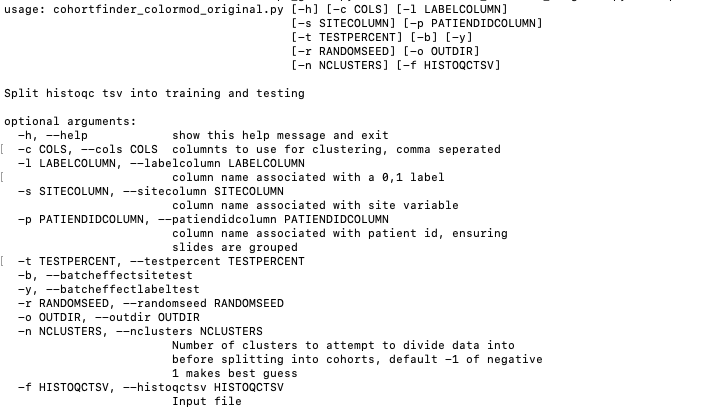 usage: cohortfinder_colormod_original.py [-h] [-c COLS] [-l LABELCOLUMN]
[-s SITECOLUMN] [-p PATIENDIDCOLUMN]
[-t TESTPERCENT] [-b] [-y]
[-r RANDOMSEED] [-o OUTDIR]
[-n NCLUSTERS] [-f HISTOQCTSV]
Split histoqc tsv into training and testing
optional arguments:
-h, --help show this help message and exit
[ -c COLS, --cols COLS columnts to use for clustering, comma seperated
-l LABELCOLUMN, --labelcolumn LABELCOLUMN
[ column name associated with a 0,1 label
-s SITECOLUMN, --sitecolumn SITECOLUMN
column name associated with site variable
-p PATIENDIDCOLUMN, --patiendidcolumn PATIENDIDCOLUMN
column name associated with patient id, ensuring
slides are grouped
[ -t TESTPERCENT, --testpercent TESTPERCENT
-b, --batcheffectsitetest
-y, --batcheffectlabeltest
-r RANDOMSEED, --randomseed RANDOMSEED
-o OUTDIR, --outdir OUTDIR
-n NCLUSTERS, --nclusters NCLUSTERS
Number of clusters to attempt to divide data into
before splitting into cohorts, default -1 of negative
1 makes best guess
-f HISTOQCTSV, --histoqctsv HISTOQCTSV
Input file